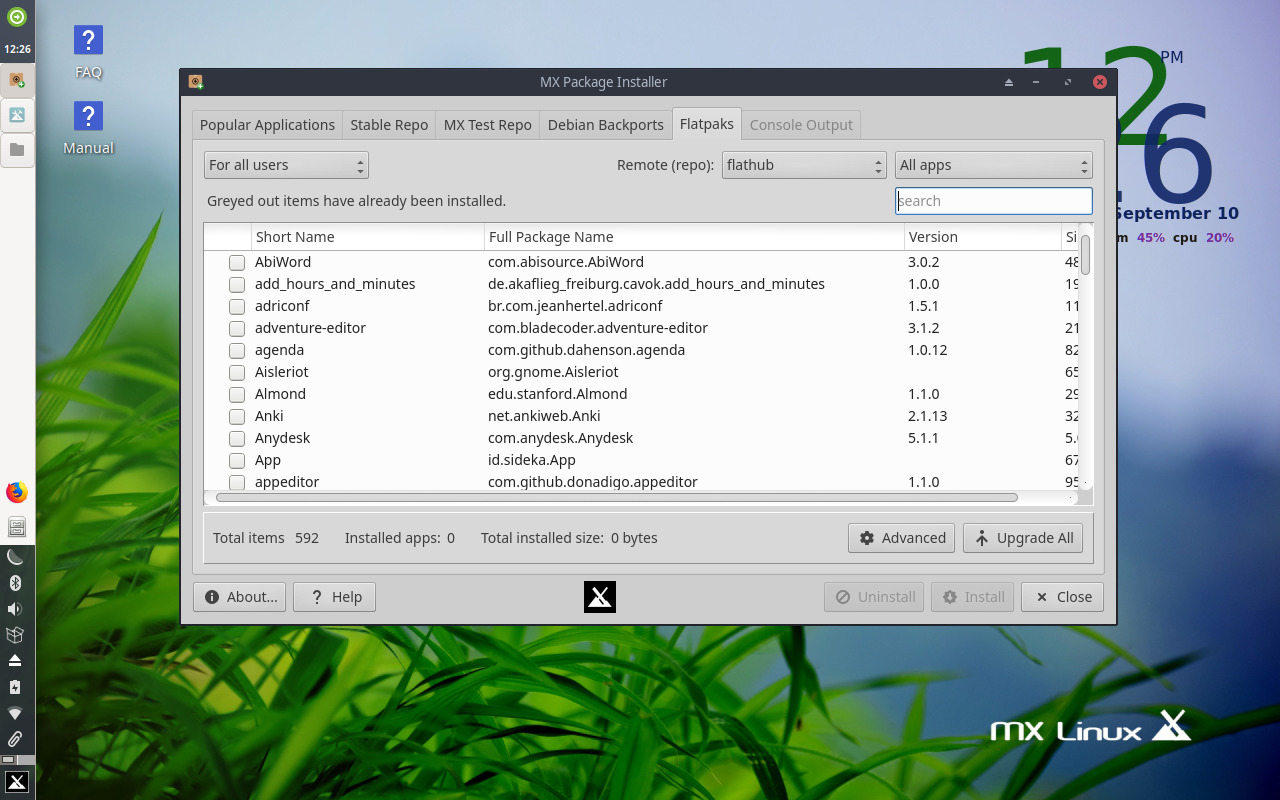 12:26
FAQ
Manual
12 PM
26
September 10
45% cpu 20%
MX Package Installer
Popular Applications Stable Repo MX Test Repo Debian Backports Flatpaks Console Output
For all users Remote (repo): flathub All apps
Greyed out items have already been installed. search
Short Name Full Package Name Version
AbiWord com.abisource.AbiWord 3.0.2 48
add_hours_and_minutes de.akaflieg_freiburg.cavok.add_hours_and_minutes 1.0.0 19
adriconf br.com.jeanhertel.adriconf 1.5.1 11
adventure-editor com.bladecoder.adventure-editor 3.1.2 21
agenda com.github.dahenson.agenda 1.0.12 82
Aisleriot org.gnome.Aisleriot 65
Almond edu.stanford.Almond 1.1.0 29
Anki net.ankiweb.Anki 2.1.13 32
Anydesk com.anydesk.Anydesk 5.1.1 5.
App id.sideka.App 67
appeditor com.github.donadigo.appeditor 1.1.0 95
Total items 592 Installed apps: 0 Total installed size: 0 bytes Advanced Upgrade All
About... Help Uninstall Install Close
mx Linux